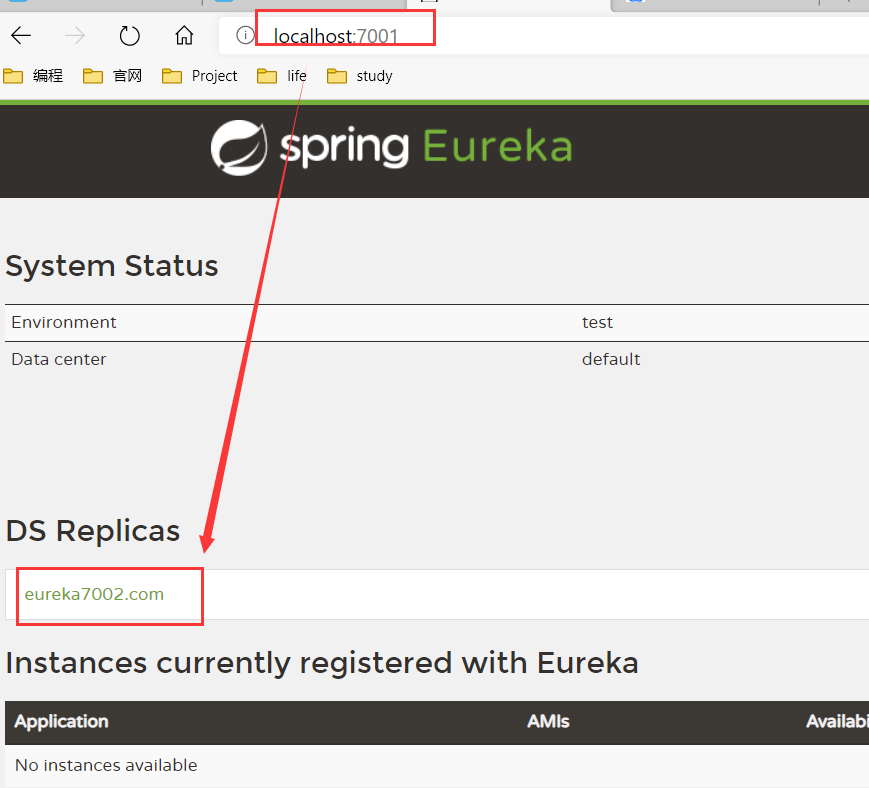 localhost:7001
编程 官网 Project life study
spring Eureka
System Status
Environment test
Data center default
DS Replicas
eureka7002.com
Instances currently registered with Eureka
Application AMIs Availabi
No instances available